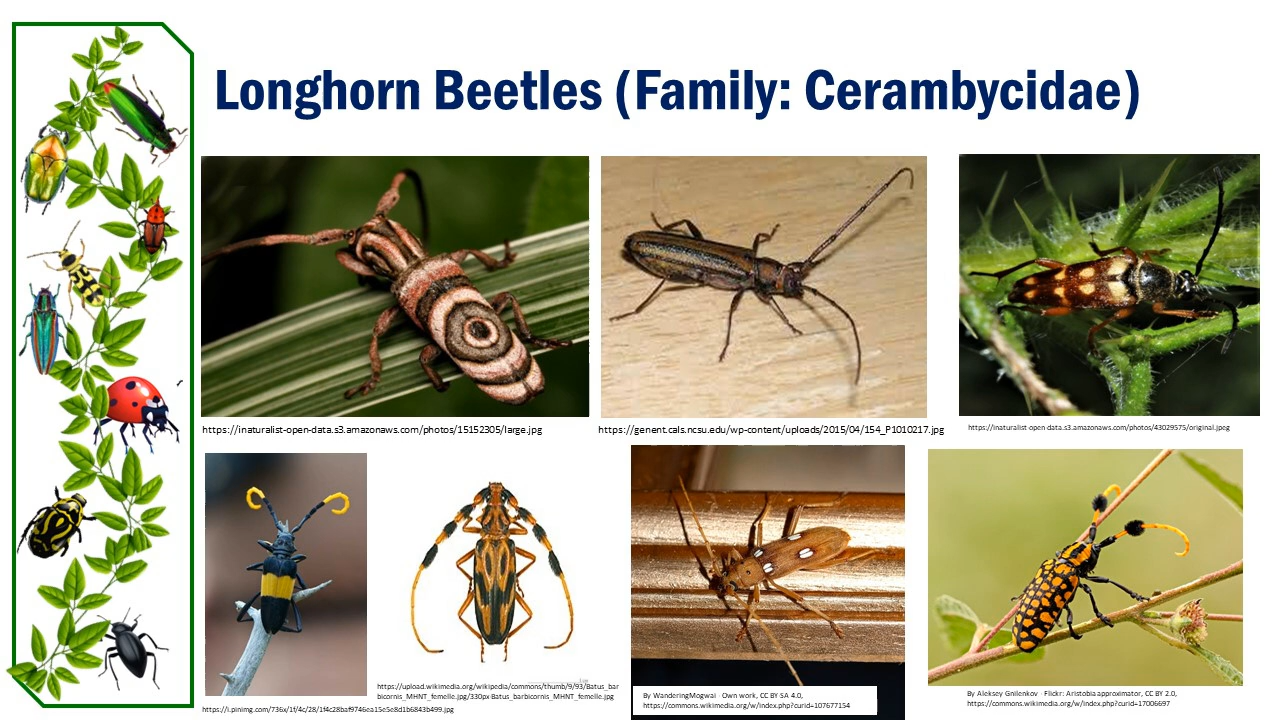 Longhorn Beetles (Family: Cerambycidae)
https://inaturalist-open-data.s3.amazonaws.com/photos/15152305/large.jpg
https://genent.cals.ncsu.edu/wp-content/uploads/2015/04/154_P1010217.jpg
https://inaturalist-open-data.s3.amazonaws.com/photos/43029575/original.jpeg
https://upload.wikimedia.org/wikipedia/commons/thumb/9/93/Batus_bar
bicornis_MHNT_femelle.jpg/330px-Batus_barbicornis_MHNT_femelle.jpg
https://i.pinimg.com/736x/1f/4c/28/1f4c28baf9746ea15e5e8d1b6843b499.jpg
By WanderingMogwai - Own work, CC BY-SA 4.0,
https://commons.wikimedia.org/w/index.php?curid=107677154
By Aleksey Gnilenkov - Flickr: Aristobia approximator, CC BY 2.0,
https://commons.wikimedia.org/w/index.php?curid=17006697